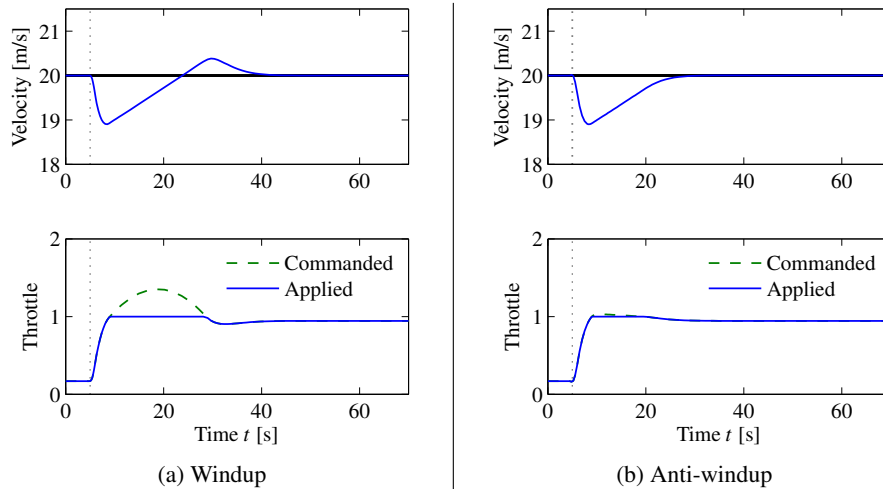 21
20
19
18
Velocity [m/s]
0 20 40 60
2
1
0
Throttle
Commanded
Applied
0 20 40 60
Time t [s]
(a) Windup
21
20
19
18
Velocity [m/s]
0 20 40 60
2
1
0
Throttle
Commanded
Applied
0 20 40 60
Time t [s]
(b) Anti-windup